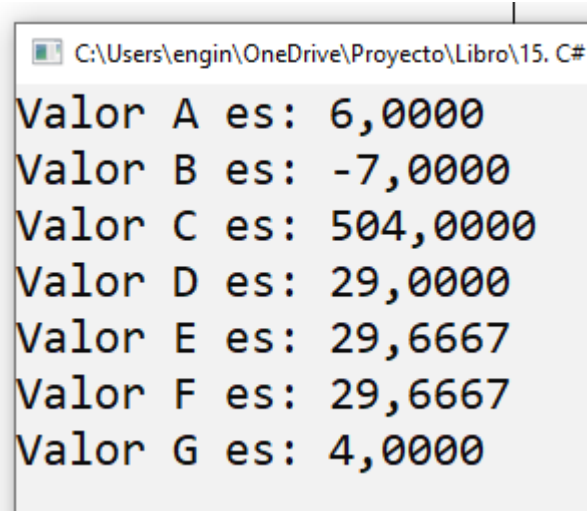 C:\Users\engin\OneDrive\Proyecto\Libro\15. C#
Valor A es: 6,0000
Valor B es: -7,0000
Valor C es: 504,0000
Valor D es: 29,0000
Valor E es: 29,6667
Valor F es: 29,6667
Valor G es: 4,0000